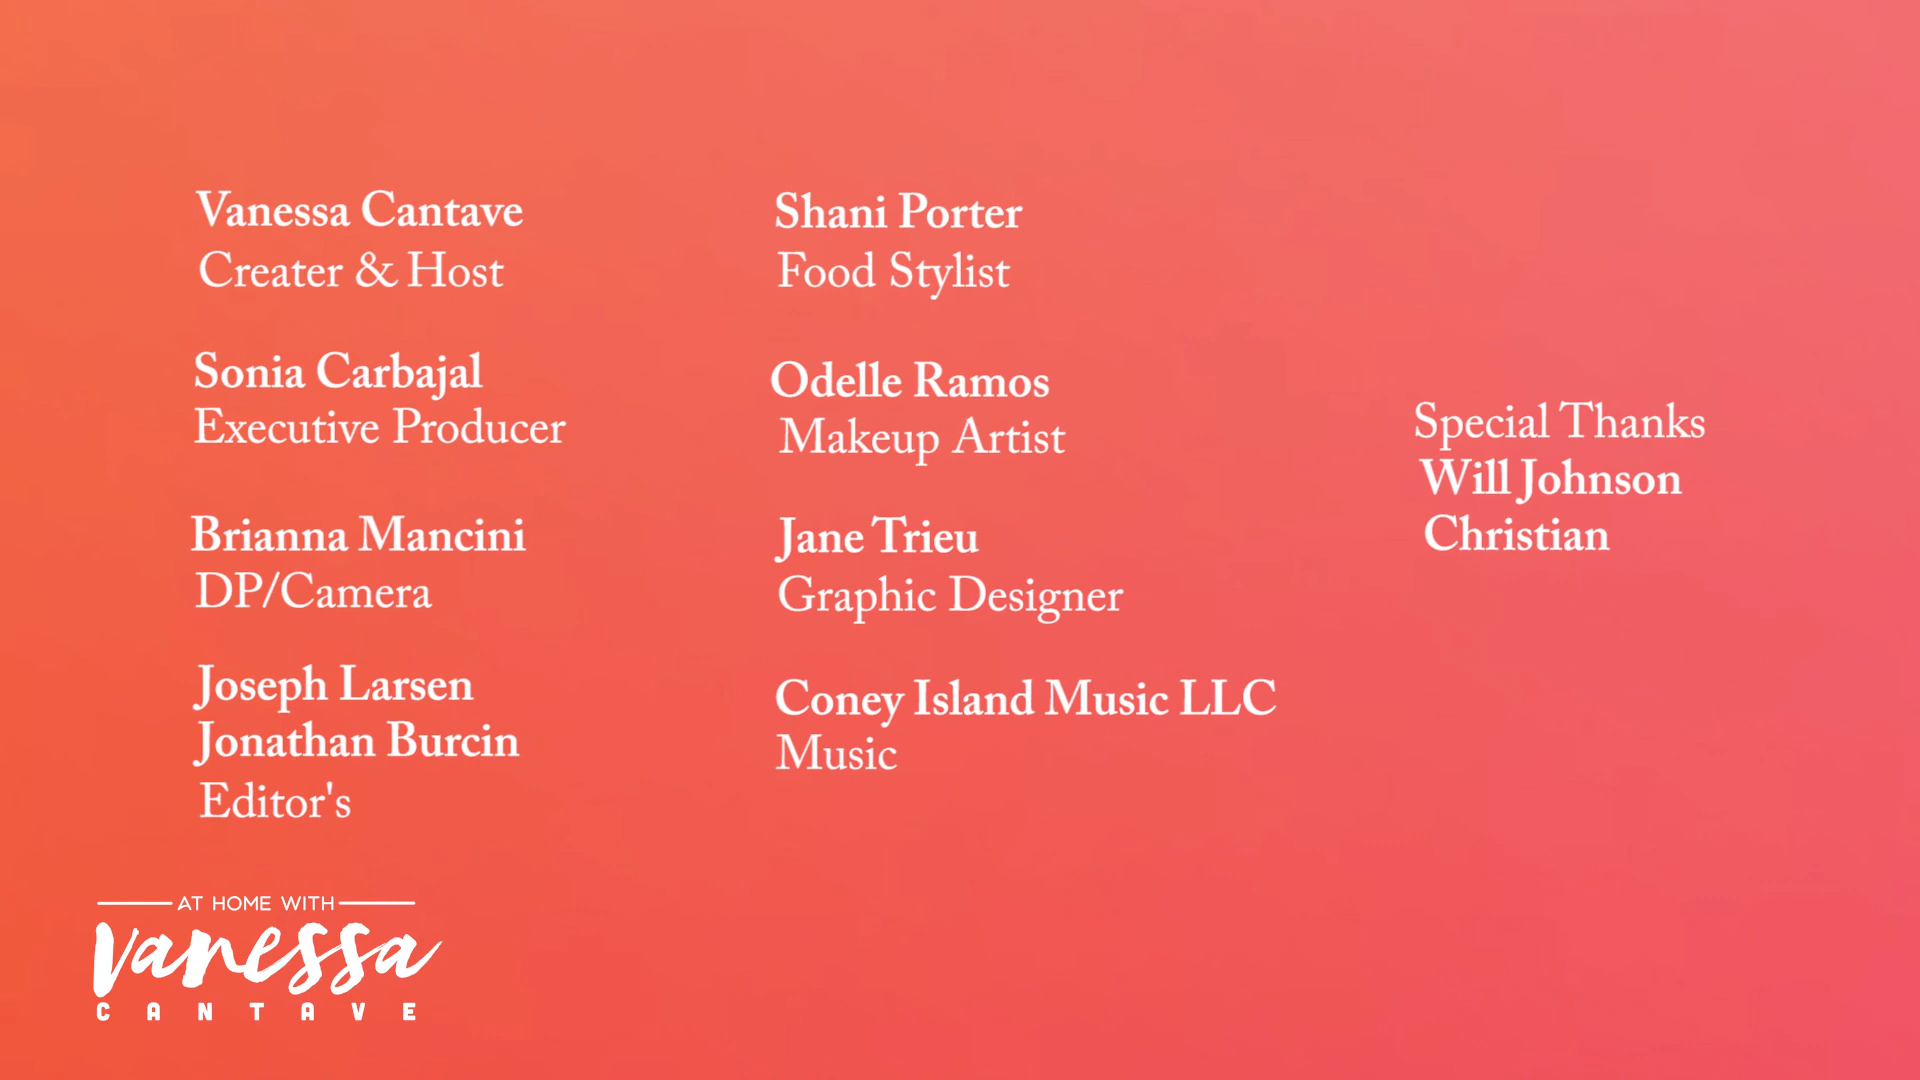 Vanessa Cantave
Creater & Host
Sonia Carbajal
Executive Producer
Brianna Mancini
DP/Camera
Joseph Larsen
Jonathan Burcin
Editor's
Shani Porter
Food Stylist
Odelle Ramos
Makeup Artist
Jane Trieu
Graphic Designer
Coney Island Music LLC
Music
Special Thanks
Will Johnson
Christian
AT HOME WITH
Vanessa
CANTAVE